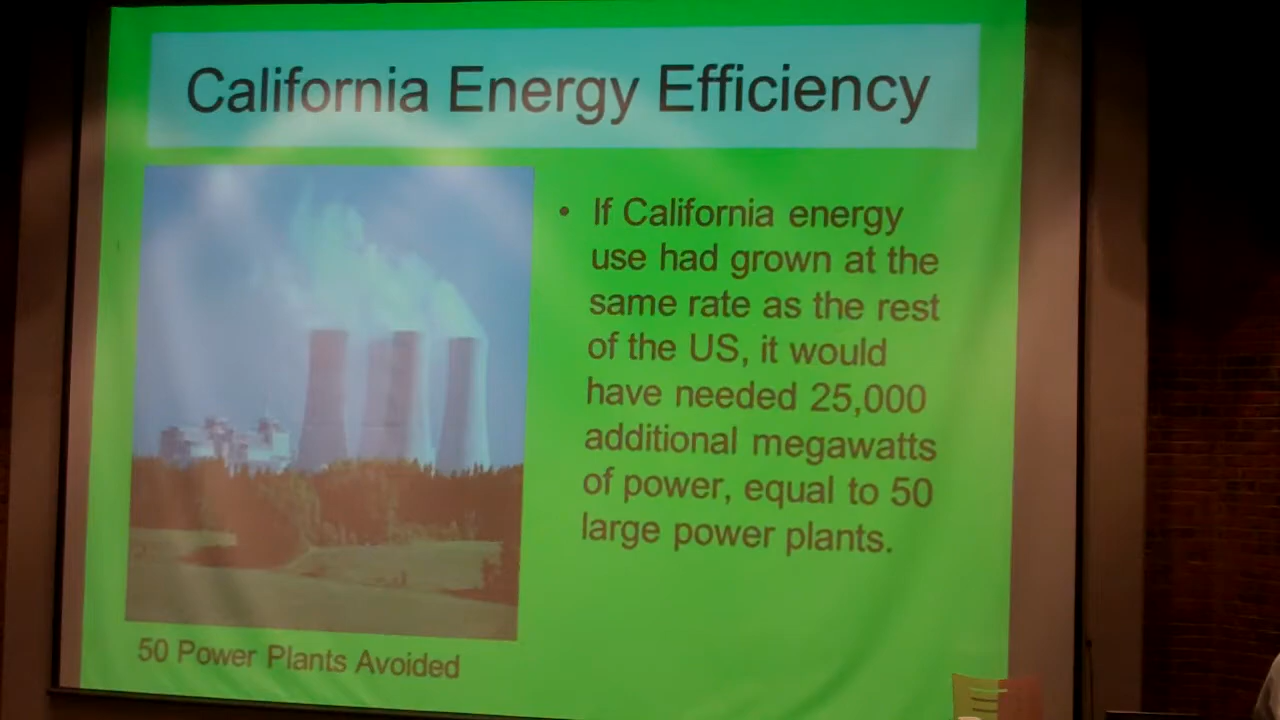 California Energy Efficiency
• If California energy
use had grown at the
same rate as the rest
of the US, it would
have needed 25,000
additional megawatts
of power, equal to 50
large power plants.
50 Power Plants Avoided